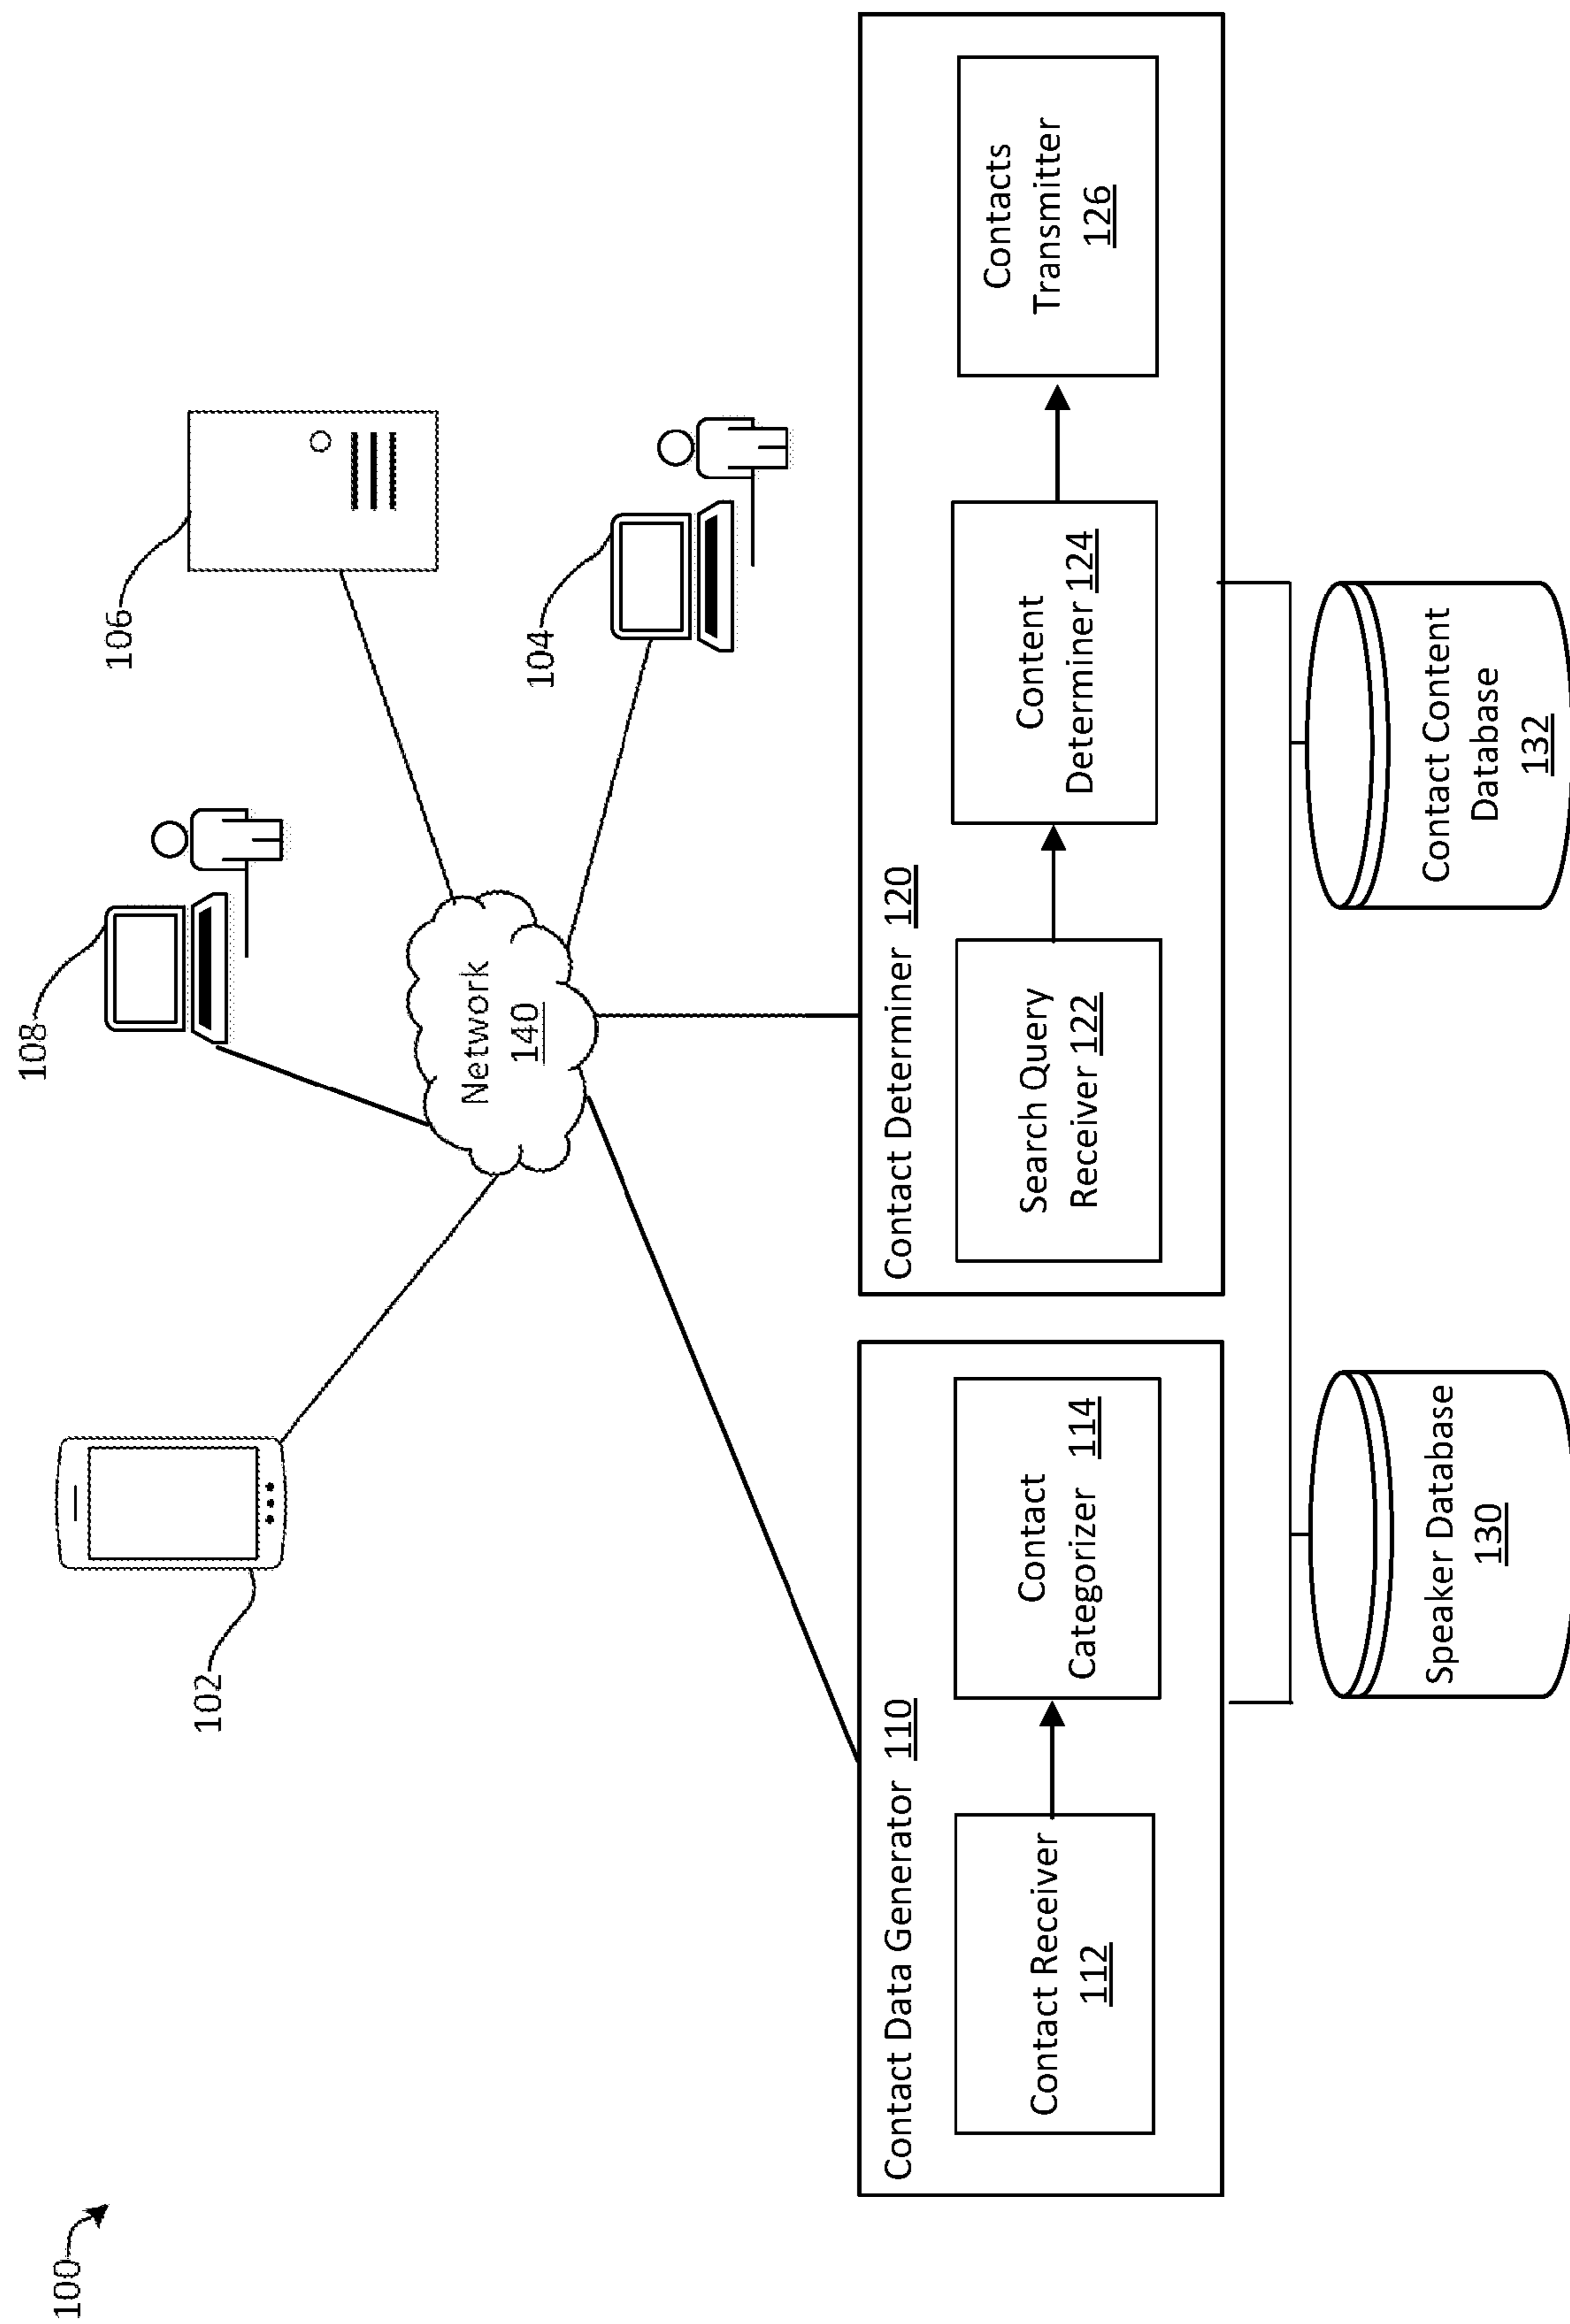 100
102
108
106
104
Network
140
Contact Data Generator 110
Contact Receiver
112
Contact
Categorizer 114
Contact Determiner 120
Search Query
Receiver 122
Content
Determiner 124
Contacts
Transmitter
126
Speaker Database
130
Contact Content
Database
132